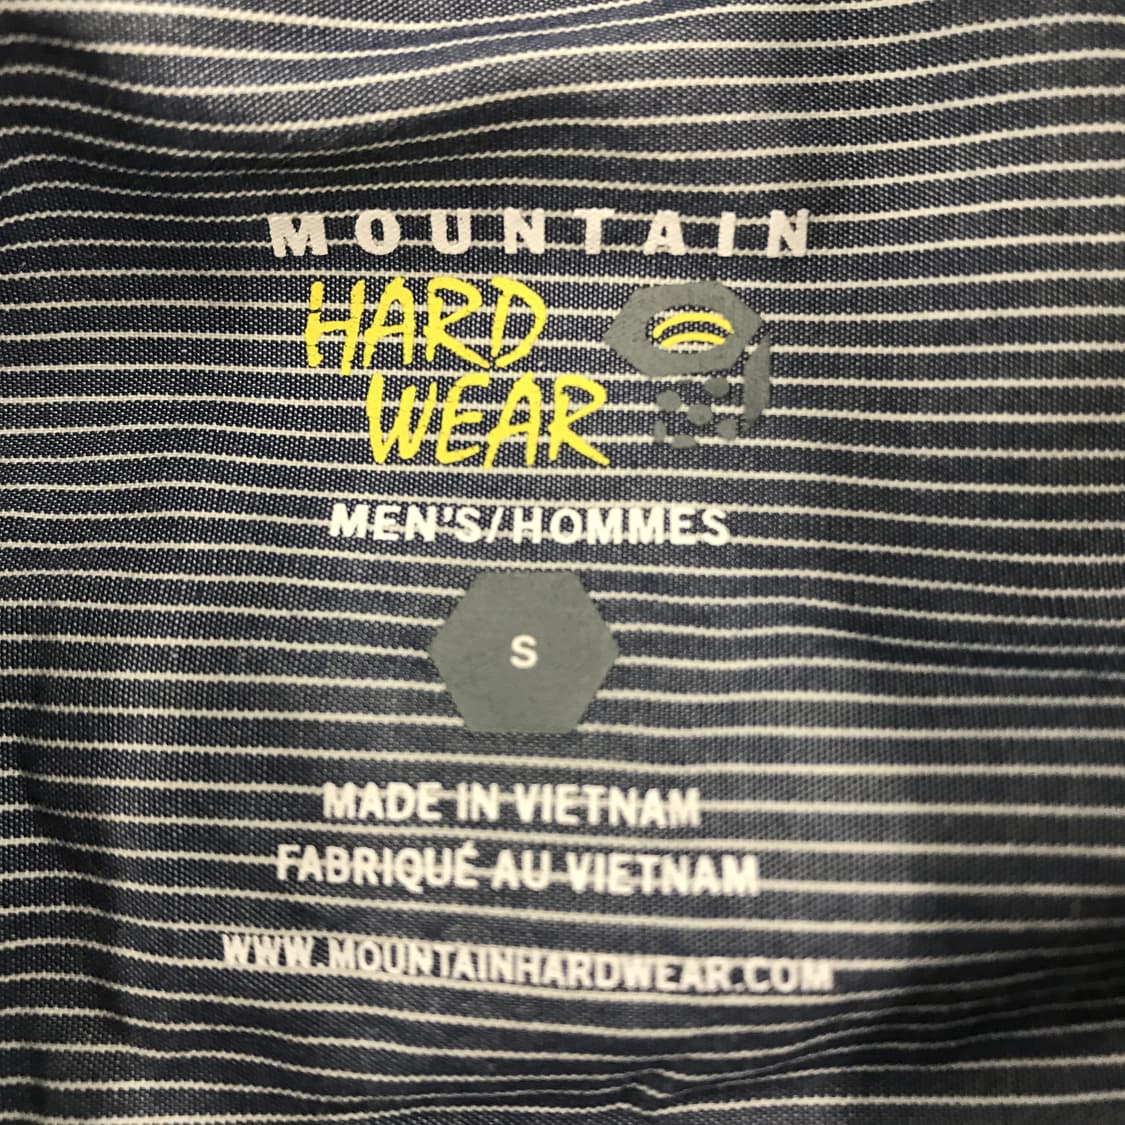 MOUNTAIN
HARD
WEAR
MEN'S/HOMMES
S
MADE IN VIETNAM
FABRIQUÉ AU VIETNAM
WWW.MOUNTAINHARDWEAR.COM